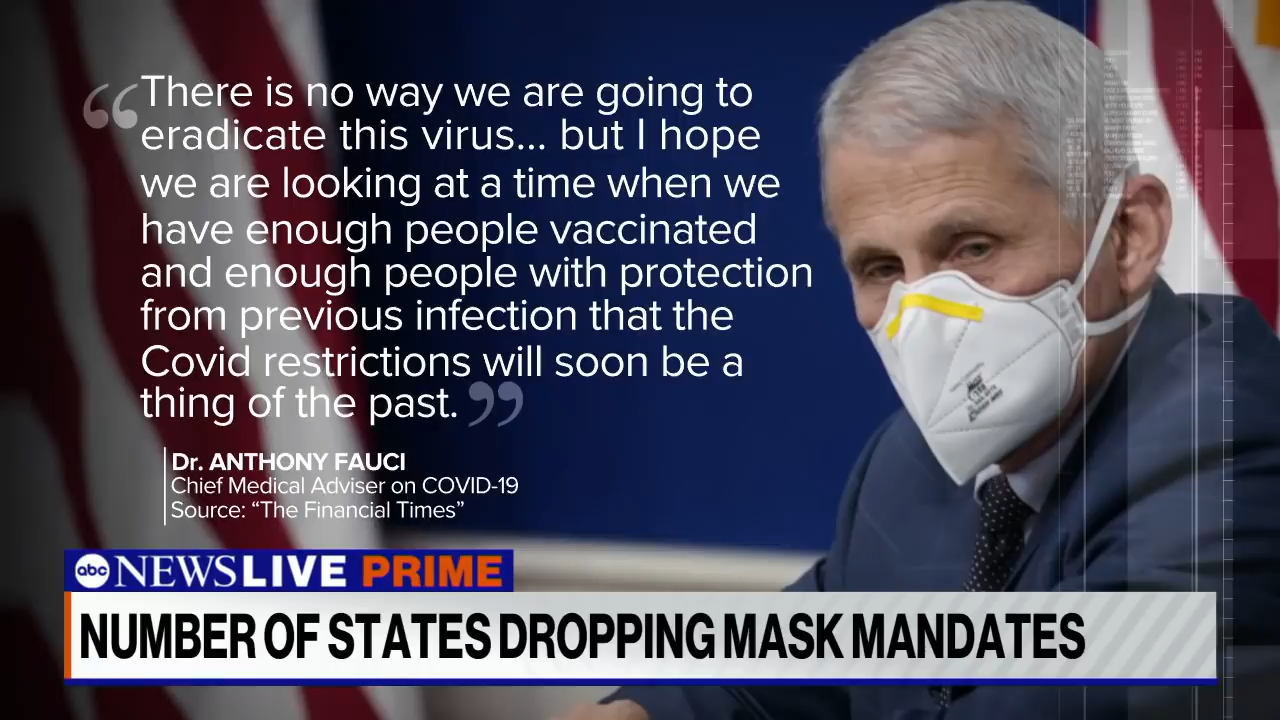 “There is no way we are going to
eradicate this virus... but I hope
we are looking at a time when we
have enough people vaccinated
and enough people with protection
from previous infection that the
Covid restrictions will soon be a
thing of the past.”
Dr. ANTHONY FAUCI
Chief Medical Adviser on COVID-19
Source: “The Financial Times”
abc NEWS LIVE PRIME
NUMBER OF STATES DROPPING MASK MANDATES